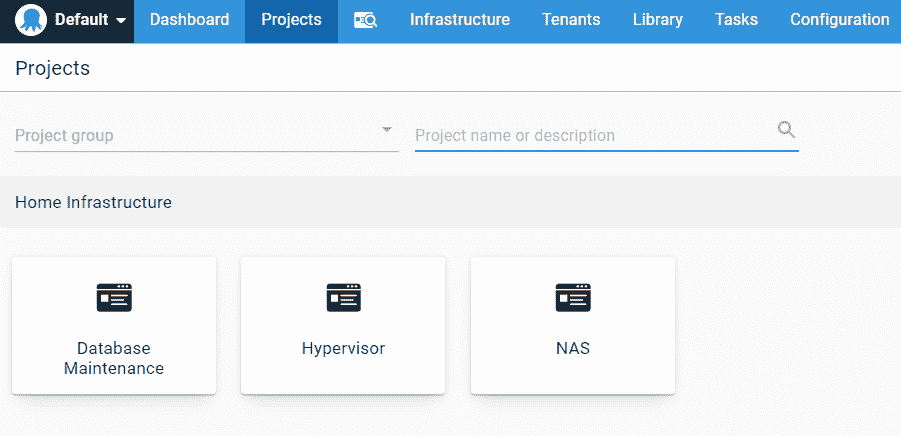 Default Dashboard Projects Infrastructure Tenants Library Tasks Configuration
Projects
Project group Project name or description
Home Infrastructure
Database Hypervisor NAS
Maintenance